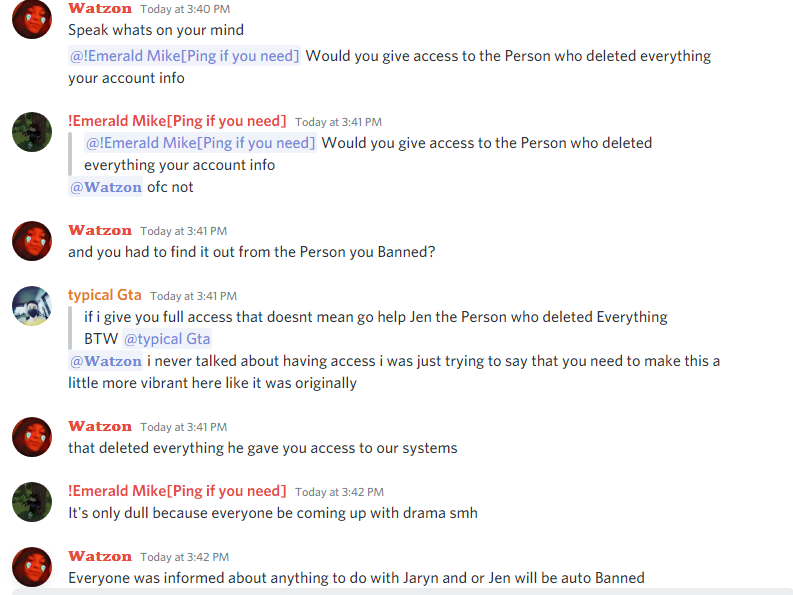 Watzon Today at 3:40 PM
Speak whats on your mind
@!Emerald Mike[Ping if you need] Would you give access to the Person who deleted everything
your account info
!Emerald Mike[Ping if you need] Today at 3:41 PM
@!Emerald Mike[Ping if you need] Would you give access to the Person who deleted
everything your account info
@Watzon ofc not
Watzon Today at 3:41 PM
and you had to find it out from the Person you Banned?
typical Gta Today at 3:41 PM
if i give you full access that doesnt mean go help Jen the Person who deleted Everything
BTW @typical Gta
@Watzon i never talked about having access i was just trying to say that you need to make this a
little more vibrant here like it was originally
Watzon Today at 3:41 PM
that deleted everything he gave you access to our systems
!Emerald Mike[Ping if you need] Today at 3:42 PM
It's only dull because everyone be coming up with drama smh
Watzon Today at 3:42 PM
Everyone was informed about anything to do with Jaryn and or Jen will be auto Banned